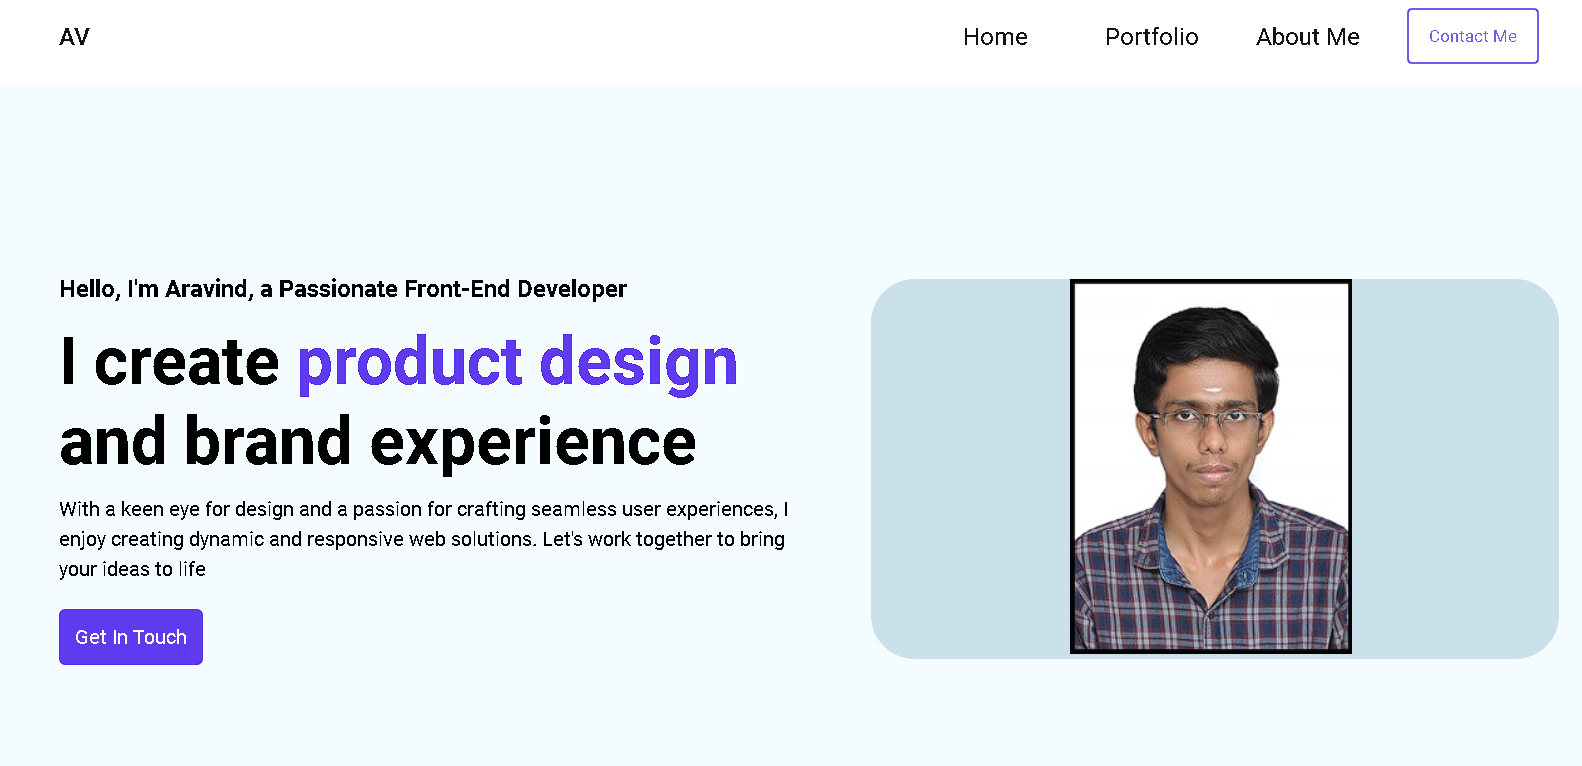 AV
Home
Portfolio
About Me
Contact Me
Hello, I'm Aravind, a Passionate Front-End Developer
I create product design
and brand experience
With a keen eye for design and a passion for crafting seamless user experiences, I
enjoy creating dynamic and responsive web solutions. Let's work together to bring
your ideas to life
Get In Touch